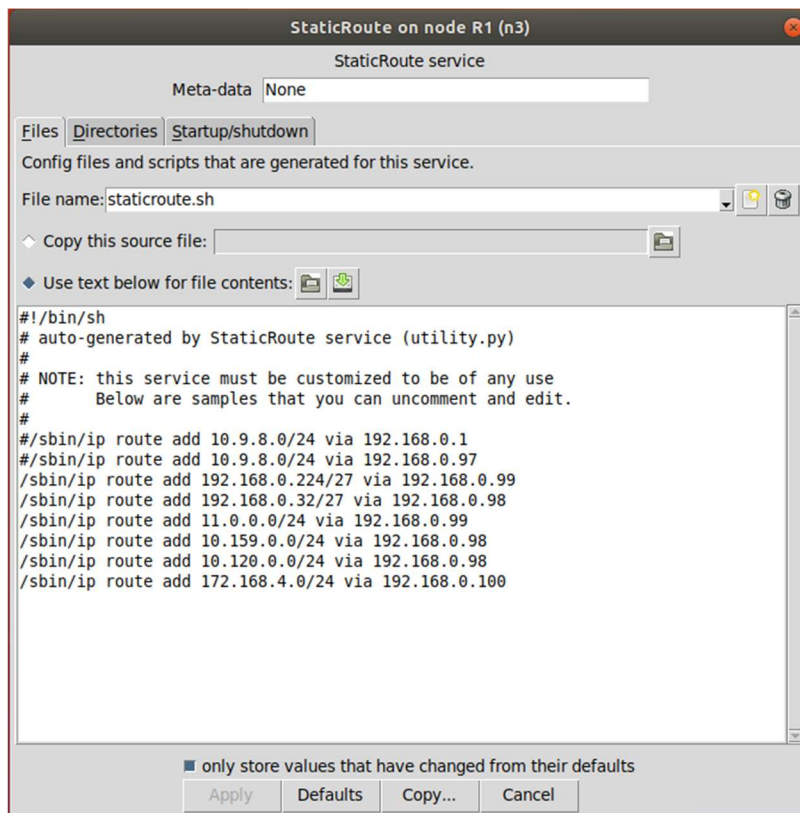 StaticRoute on node R1 (n3)
StaticRoute service
Meta-data None
Files Directories Startup/shutdown
Config files and scripts that are generated for this service.
File name: staticroute.sh
Copy this source file:
Use text below for file contents:
#!/bin/sh
# auto-generated by StaticRoute service (utility.py)
#
# NOTE: this service must be customized to be of any use
#       Below are samples that you can uncomment and edit.
#
#/sbin/ip route add 10.9.8.0/24 via 192.168.0.1
#/sbin/ip route add 10.9.8.0/24 via 192.168.0.97
/sbin/ip route add 192.168.0.224/27 via 192.168.0.99
/sbin/ip route add 192.168.0.32/27 via 192.168.0.98
/sbin/ip route add 11.0.0.0/24 via 192.168.0.99
/sbin/ip route add 10.159.0.0/24 via 192.168.0.98
/sbin/ip route add 10.120.0.0/24 via 192.168.0.98
/sbin/ip route add 172.168.4.0/24 via 192.168.0.100
only store values that have changed from their defaults
Apply Defaults Copy... Cancel